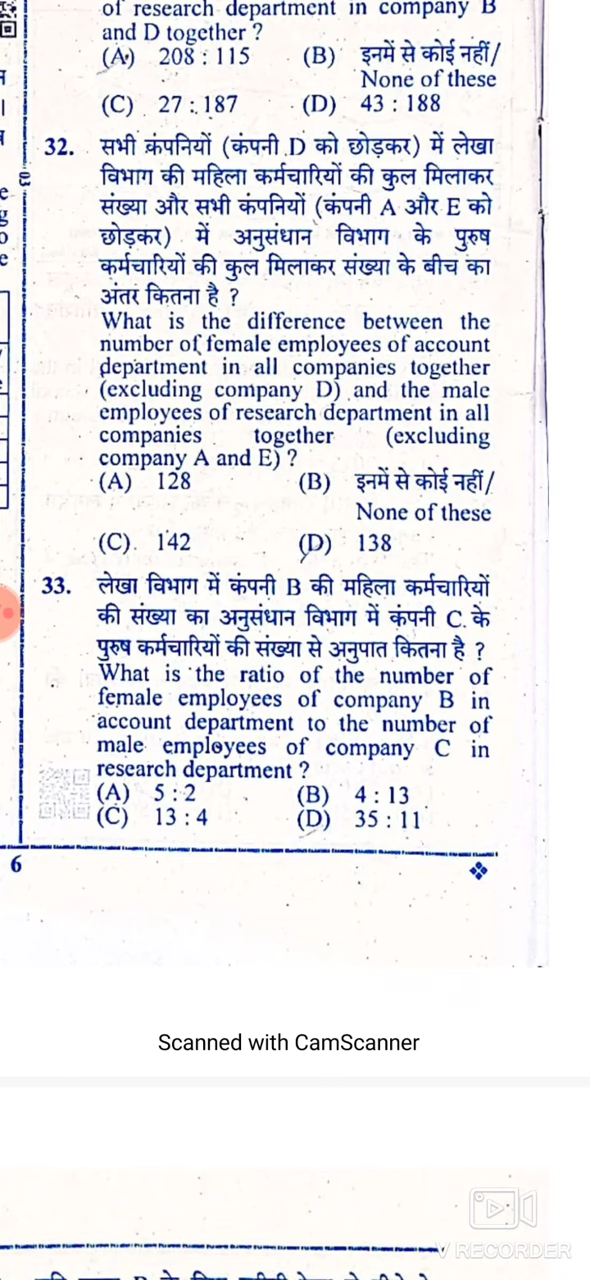 of research department in company B
and D together ?
(A) 208 : 115 (B) इनमें से कोई नहीं/
None of these
(C) 27 : 187 (D) 43 : 188
32. सभी कंपनियों (कंपनी D को छोड़कर) में लेखा
विभाग की महिला कर्मचारियों की कुल मिलाकर
संख्या और सभी कंपनियों (कंपनी A और E को
छोड़कर) में अनुसंधान विभाग के पुरुष
कर्मचारियों की कुल मिलाकर संख्या के बीच का
अंतर कितना है ?
What is the difference between the
number of female employees of account
department in all companies together
(excluding company D) and the male
employees of research department in all
companies together (excluding
company A and E) ?
(A) 128 (B) इनमें से कोई नहीं/
None of these
(C) 142 (D) 138
33. लेखा विभाग में कंपनी B की महिला कर्मचारियों
की संख्या का अनुसंधान विभाग में कंपनी C के
पुरुष कर्मचारियों की संख्या से अनुपात कितना है ?
What is the ratio of the number of
female employees of company B in
account department to the number of
male employees of company C in
research department ?
(A) 5 : 2 (B) 4 : 13
(C) 13 : 4 (D) 35 : 11
6
Scanned with CamScanner
V RECORDER